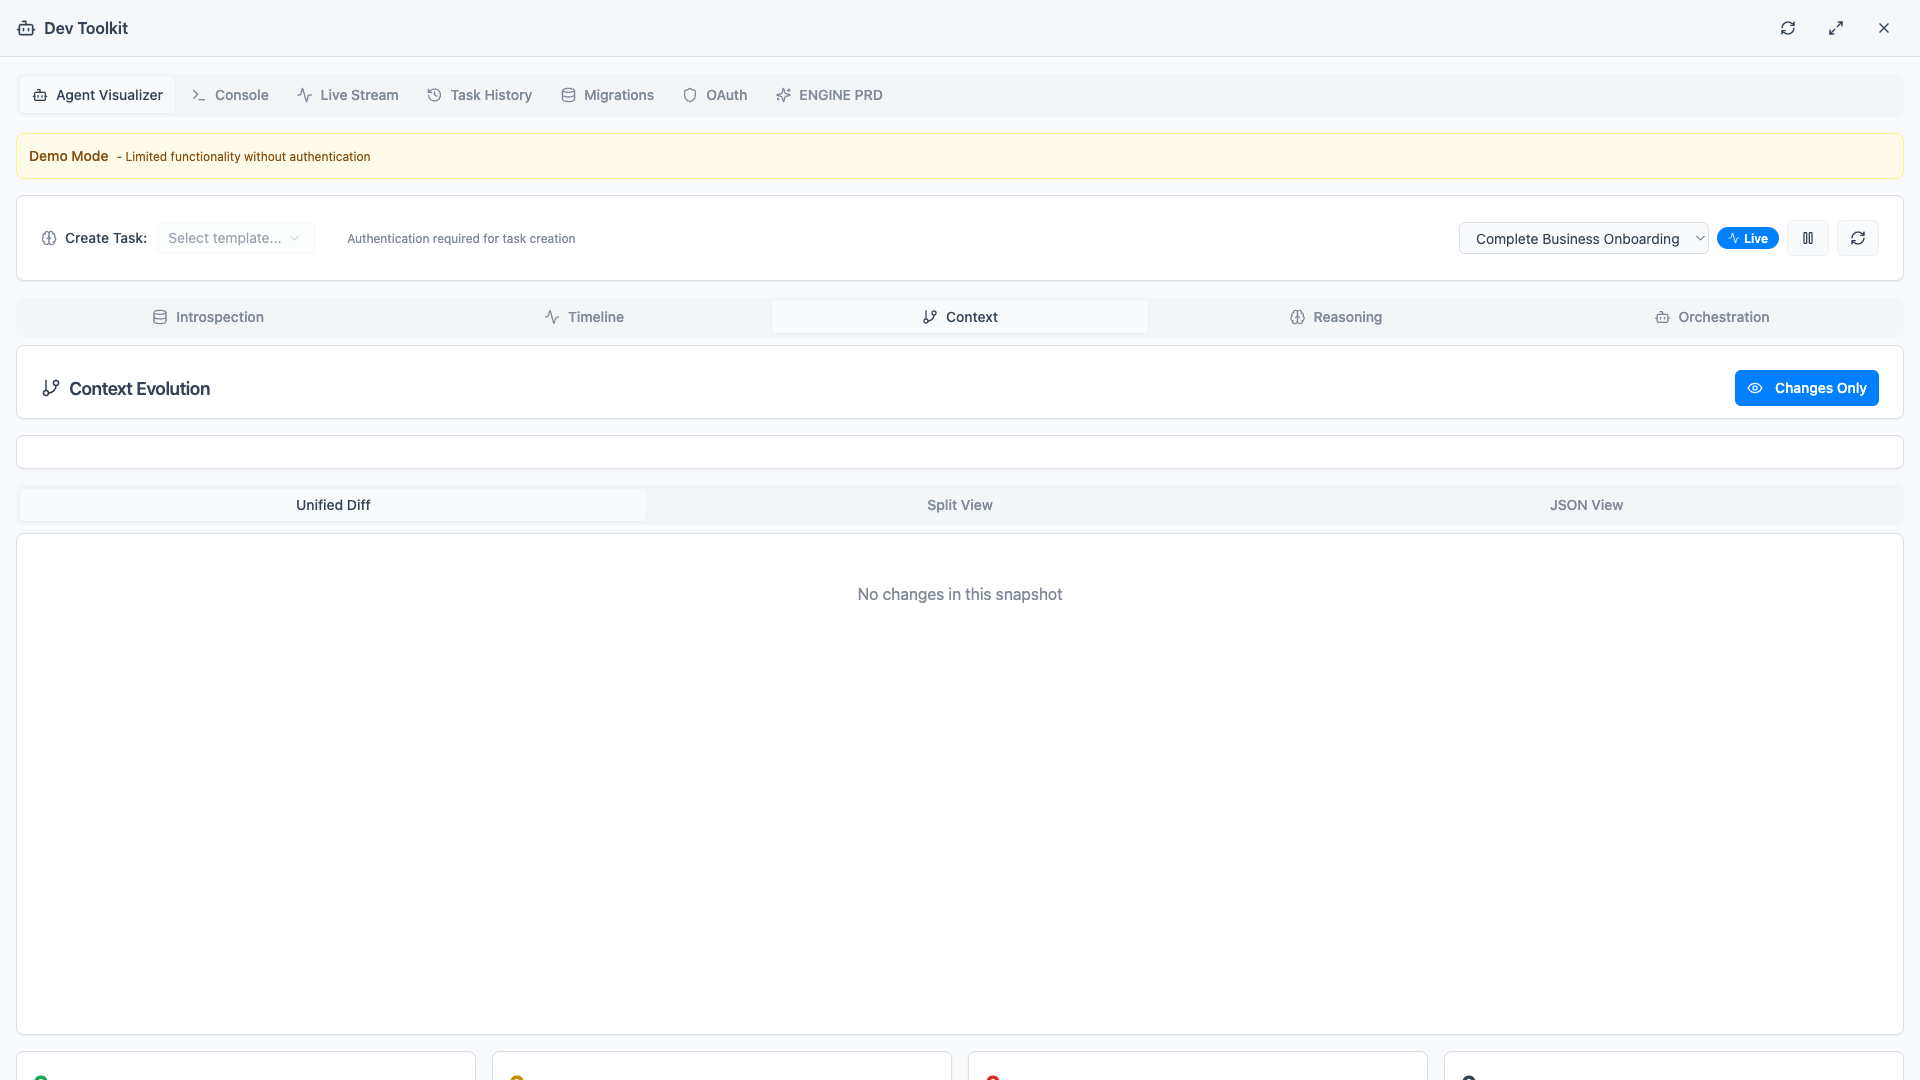 Dev Toolkit
Agent Visualizer
Console
Live Stream
Task History
Migrations
OAuth
ENGINE PRD
Demo Mode - Limited functionality without authentication
Create Task:
Select template...
Authentication required for task creation
Complete Business Onboarding
Live
Introspection
Timeline
Context
Reasoning
Orchestration
Context Evolution
Changes Only
Unified Diff
Split View
JSON View
No changes in this snapshot